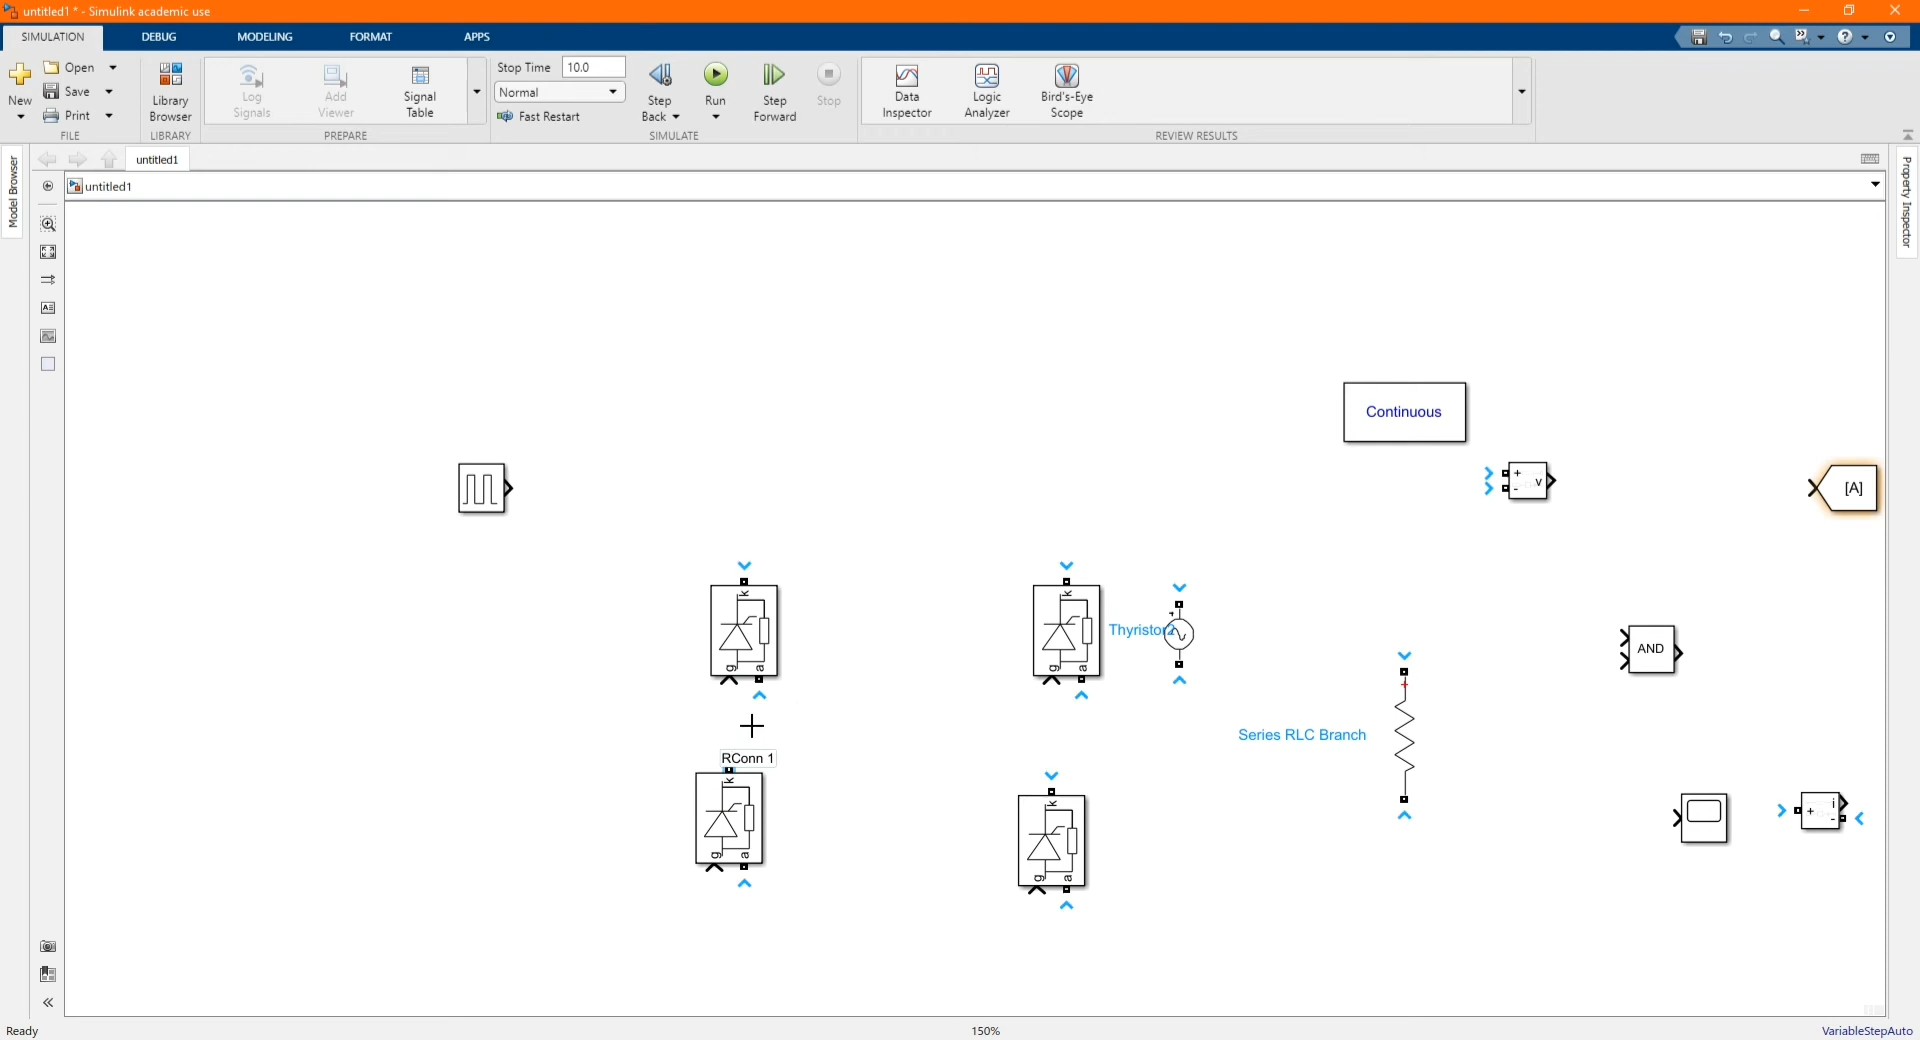 untitled1 * - Simulink academic use
SIMULATION DEBUG MODELING FORMAT APPS
New
Open
Save
Print
FILE
Library
Browser
LIBRARY
Log
Signals
Add
Viewer
Signal
Table
PREPARE
Stop Time 10.0
Normal
Fast Restart
Step
Back
Run
Step
Forward
Stop
SIMULATE
Data
Inspector
Logic
Analyzer
Bird's-Eye
Scope
REVIEW RESULTS
Model Browser
untitled1
Property Inspector
untitled1
Continuous
+
-
v
[A]
k
g a
k
g a
Thyristor2
+
AND
+
Series RLC Branch
RConn 1
k
g a
k
g a
i
+
-
Ready
150%
VariableStepAuto